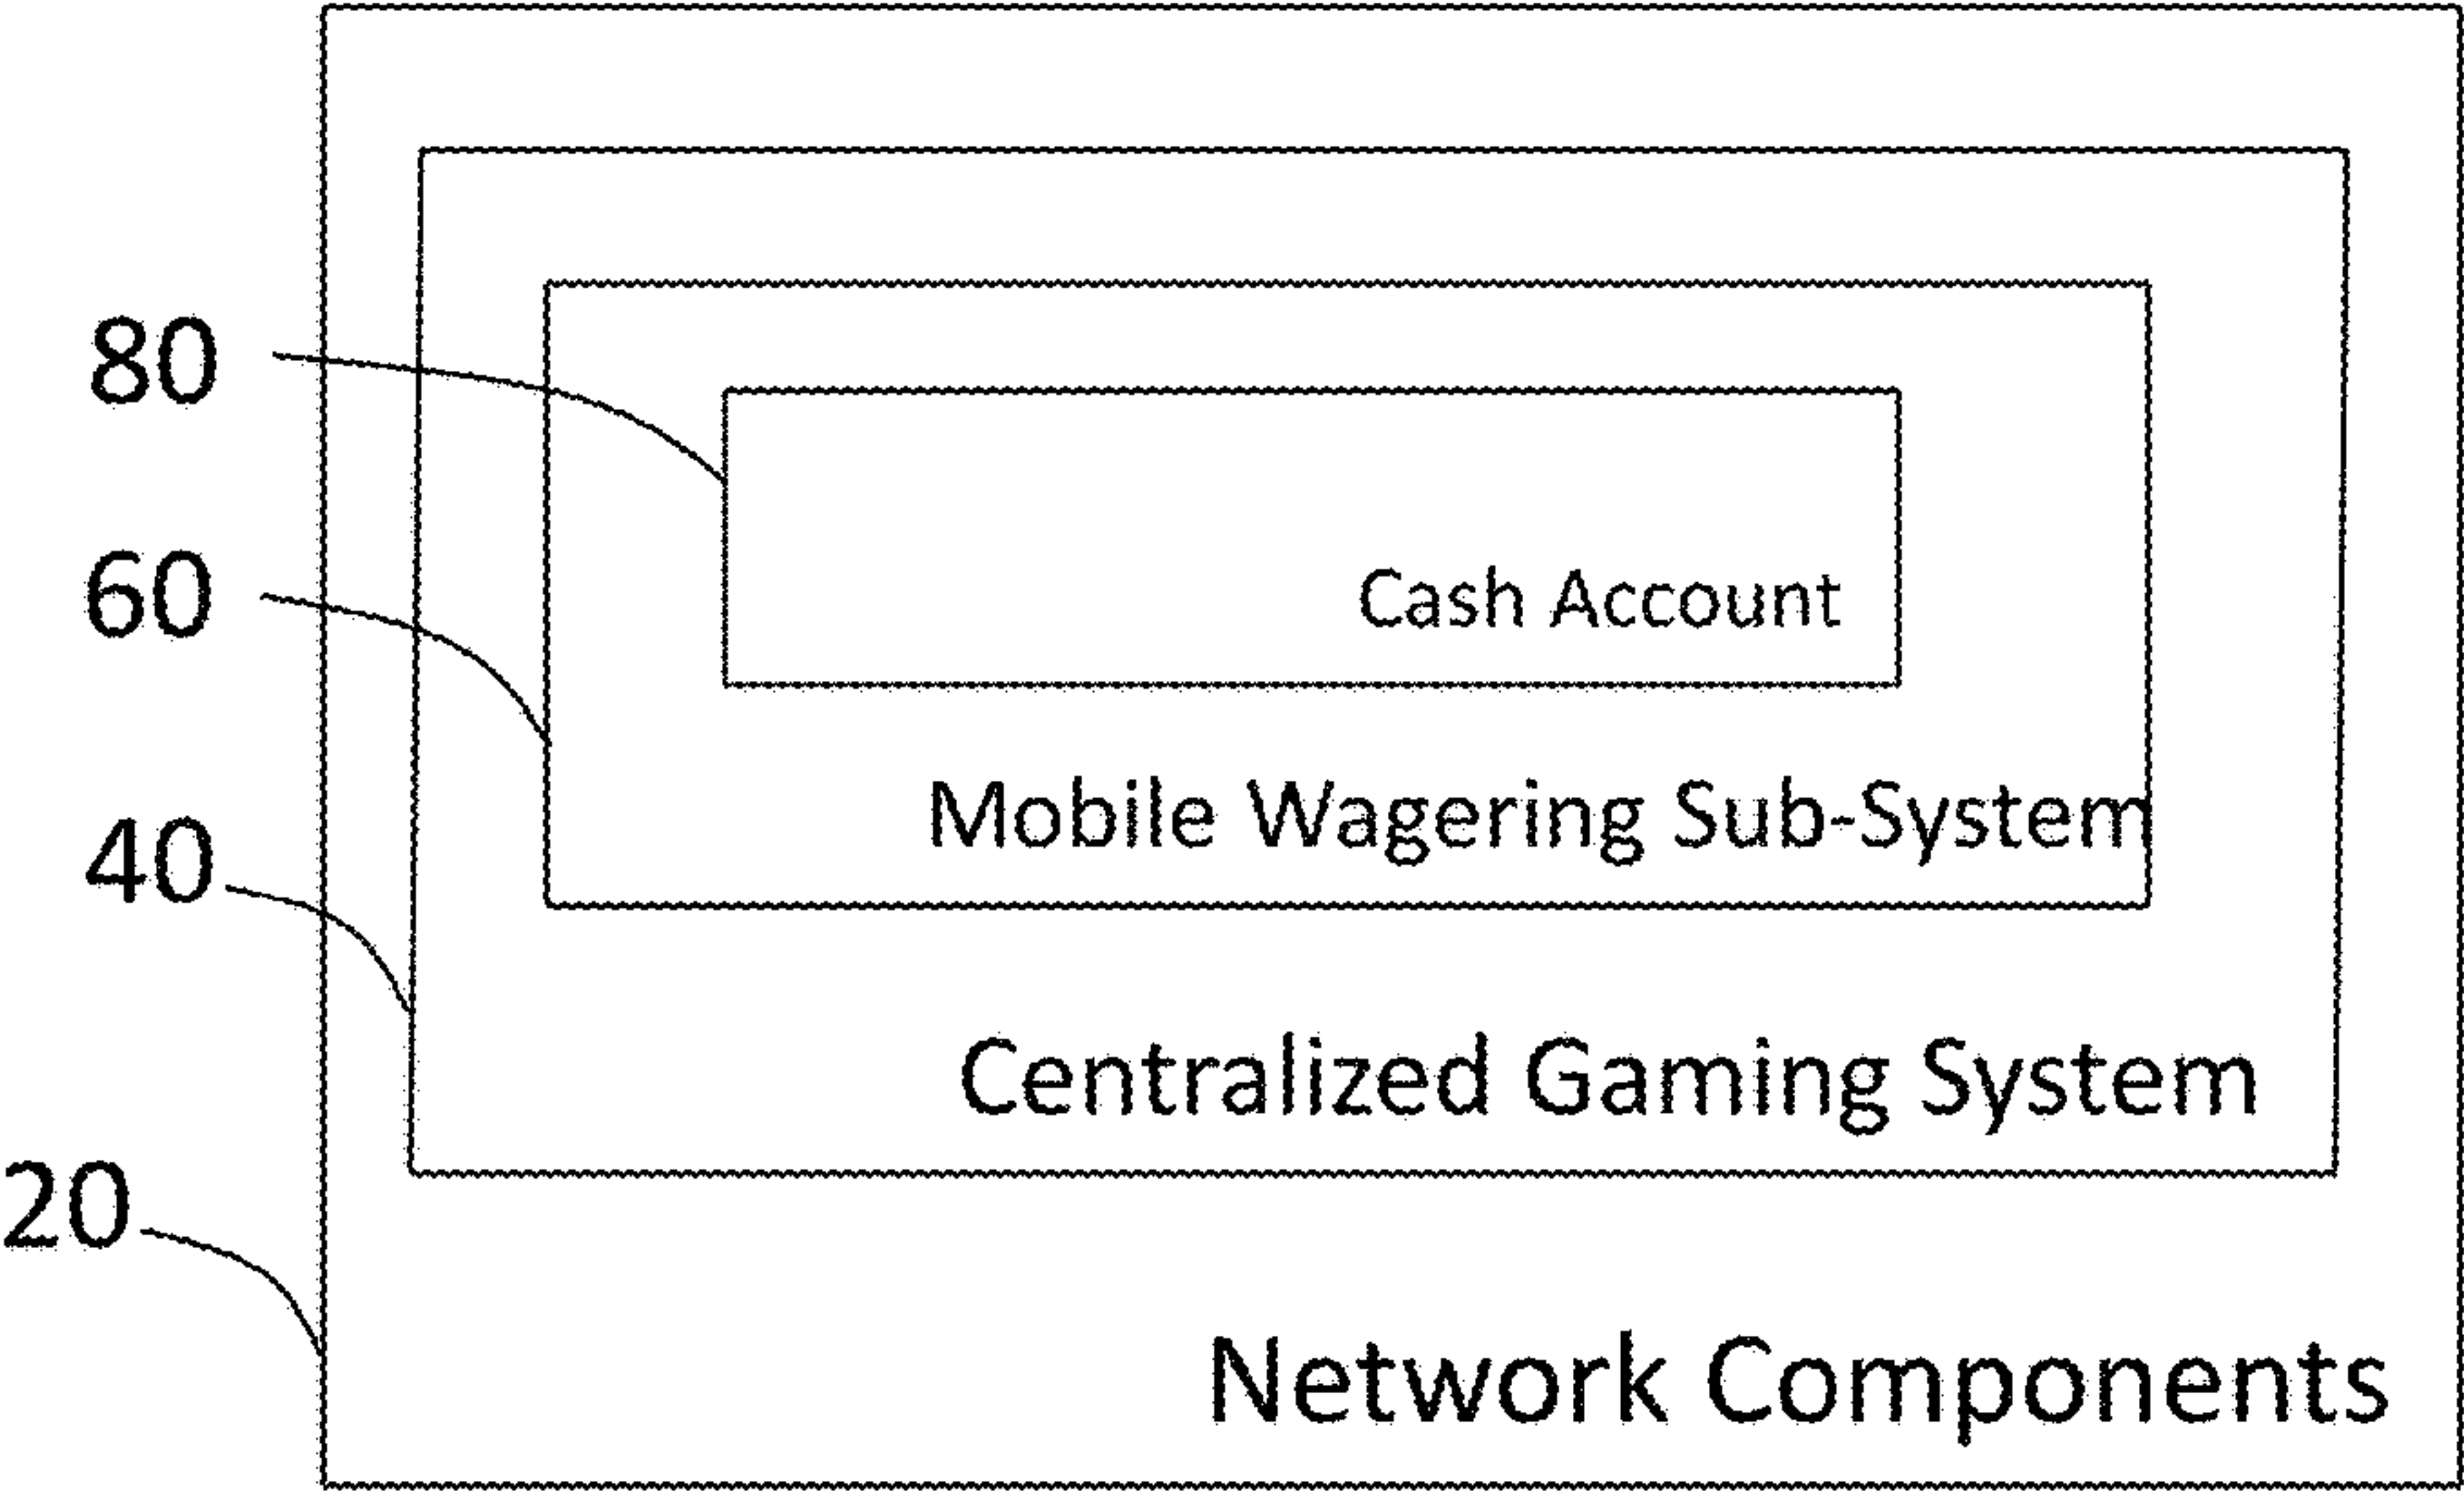 80
Cash Account
60
Mobile Wagering Sub-System
40
Centralized Gaming System
20
Network Components